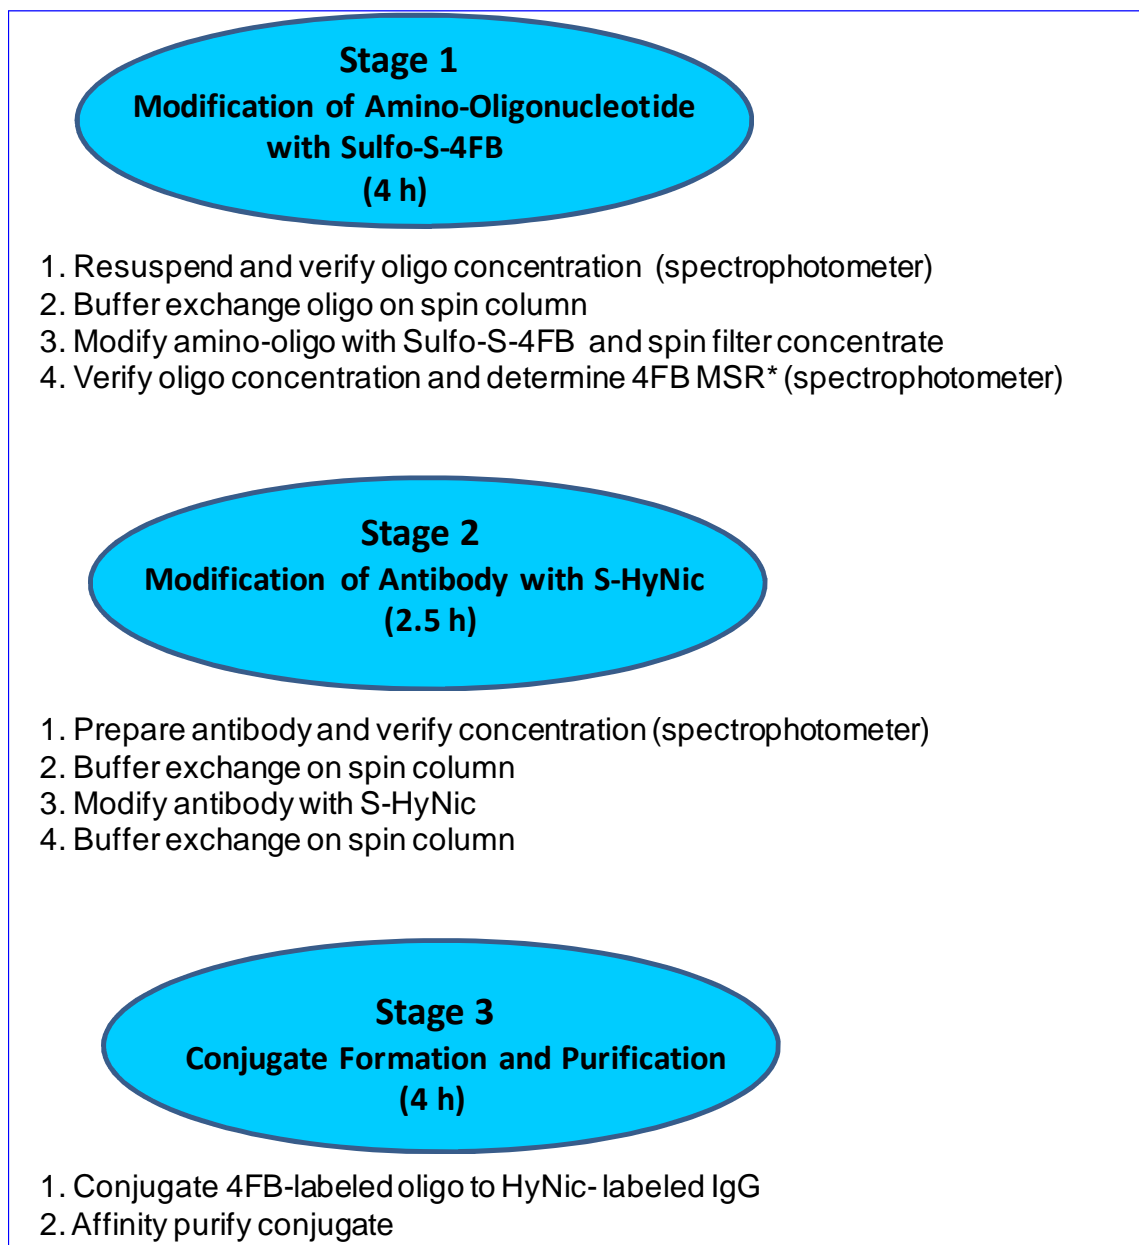 Stage 1
Modification of Amino-Oligonucleotide
with Sulfo-S-4FB
(4 h)
1. Resuspend and verify oligo concentration (spectrophotometer)
2. Buffer exchange oligo on spin column
3. Modify amino-oligo with Sulfo-S-4FB and spin filter concentrate
4. Verify oligo concentration and determine 4FB MSR* (spectrophotometer)
Stage 2
Modification of Antibody with S-HyNic
(2.5 h)
1. Prepare antibody and verify concentration (spectrophotometer)
2. Buffer exchange on spin column
3. Modify antibody with S-HyNic
4. Buffer exchange on spin column
Stage 3
Conjugate Formation and Purification
(4 h)
1. Conjugate 4FB-labeled oligo to HyNic- labeled IgG
2. Affinity purify conjugate